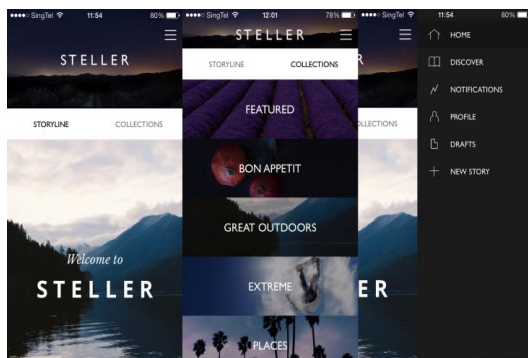 SingTel 11:54 80%
STELLER
STORYLINE COLLECTIONS
Welcome to
STELLER
SingTel 12:01 78%
STELLER
STORYLINE COLLECTIONS
FEATURED
BON APPETIT
GREAT OUTDOORS
EXTREME
PLACES
SingTel 11:54 80%
OLLECTIONS
ER
HOME
DISCOVER
NOTIFICATIONS
PROFILE
DRAFTS
NEW STORY